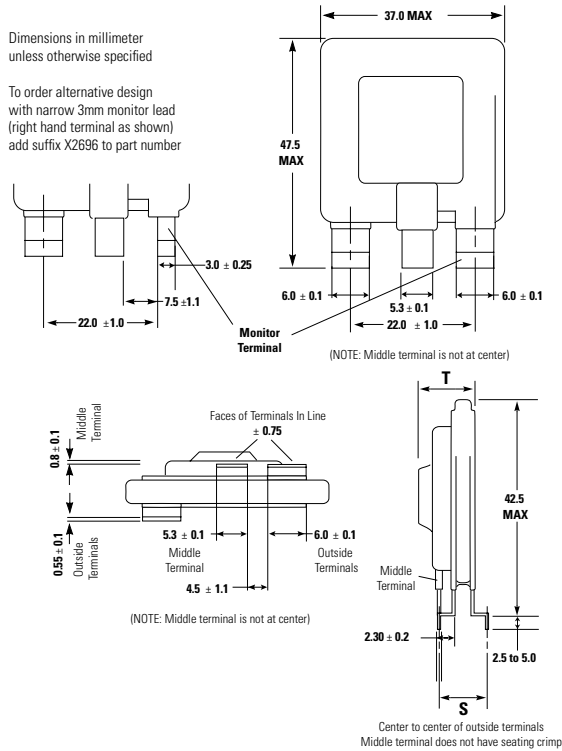 Dimensions in millimeter
unless otherwise specified
To order alternative design
with narrow 3mm monitor lead
(right hand terminal as shown)
add suffix X2696 to part number
37.0 MAX
47.5
MAX
3.0 ± 0.25
7.5 ±1.1
22.0 ±1.0
Monitor
Terminal
6.0 ± 0.1
5.3 ± 0.1
6.0 ± 0.1
22.0 ± 1.0
(NOTE: Middle terminal is not at center)
0.8 ± 0.1
Middle
Terminal
Faces of Terminals In Line
± 0.75
0.55 ± 0.1
Outside
Terminals
5.3 ± 0.1
Middle
Terminal
6.0 ± 0.1
Outside
Terminals
4.5 ± 1.1
(NOTE: Middle terminal is not at center)
T
42.5
MAX
Middle
Terminal
2.30 ± 0.2
2.5 to 5.0
S
Center to center of outside terminals
Middle terminal does not have seating crimp